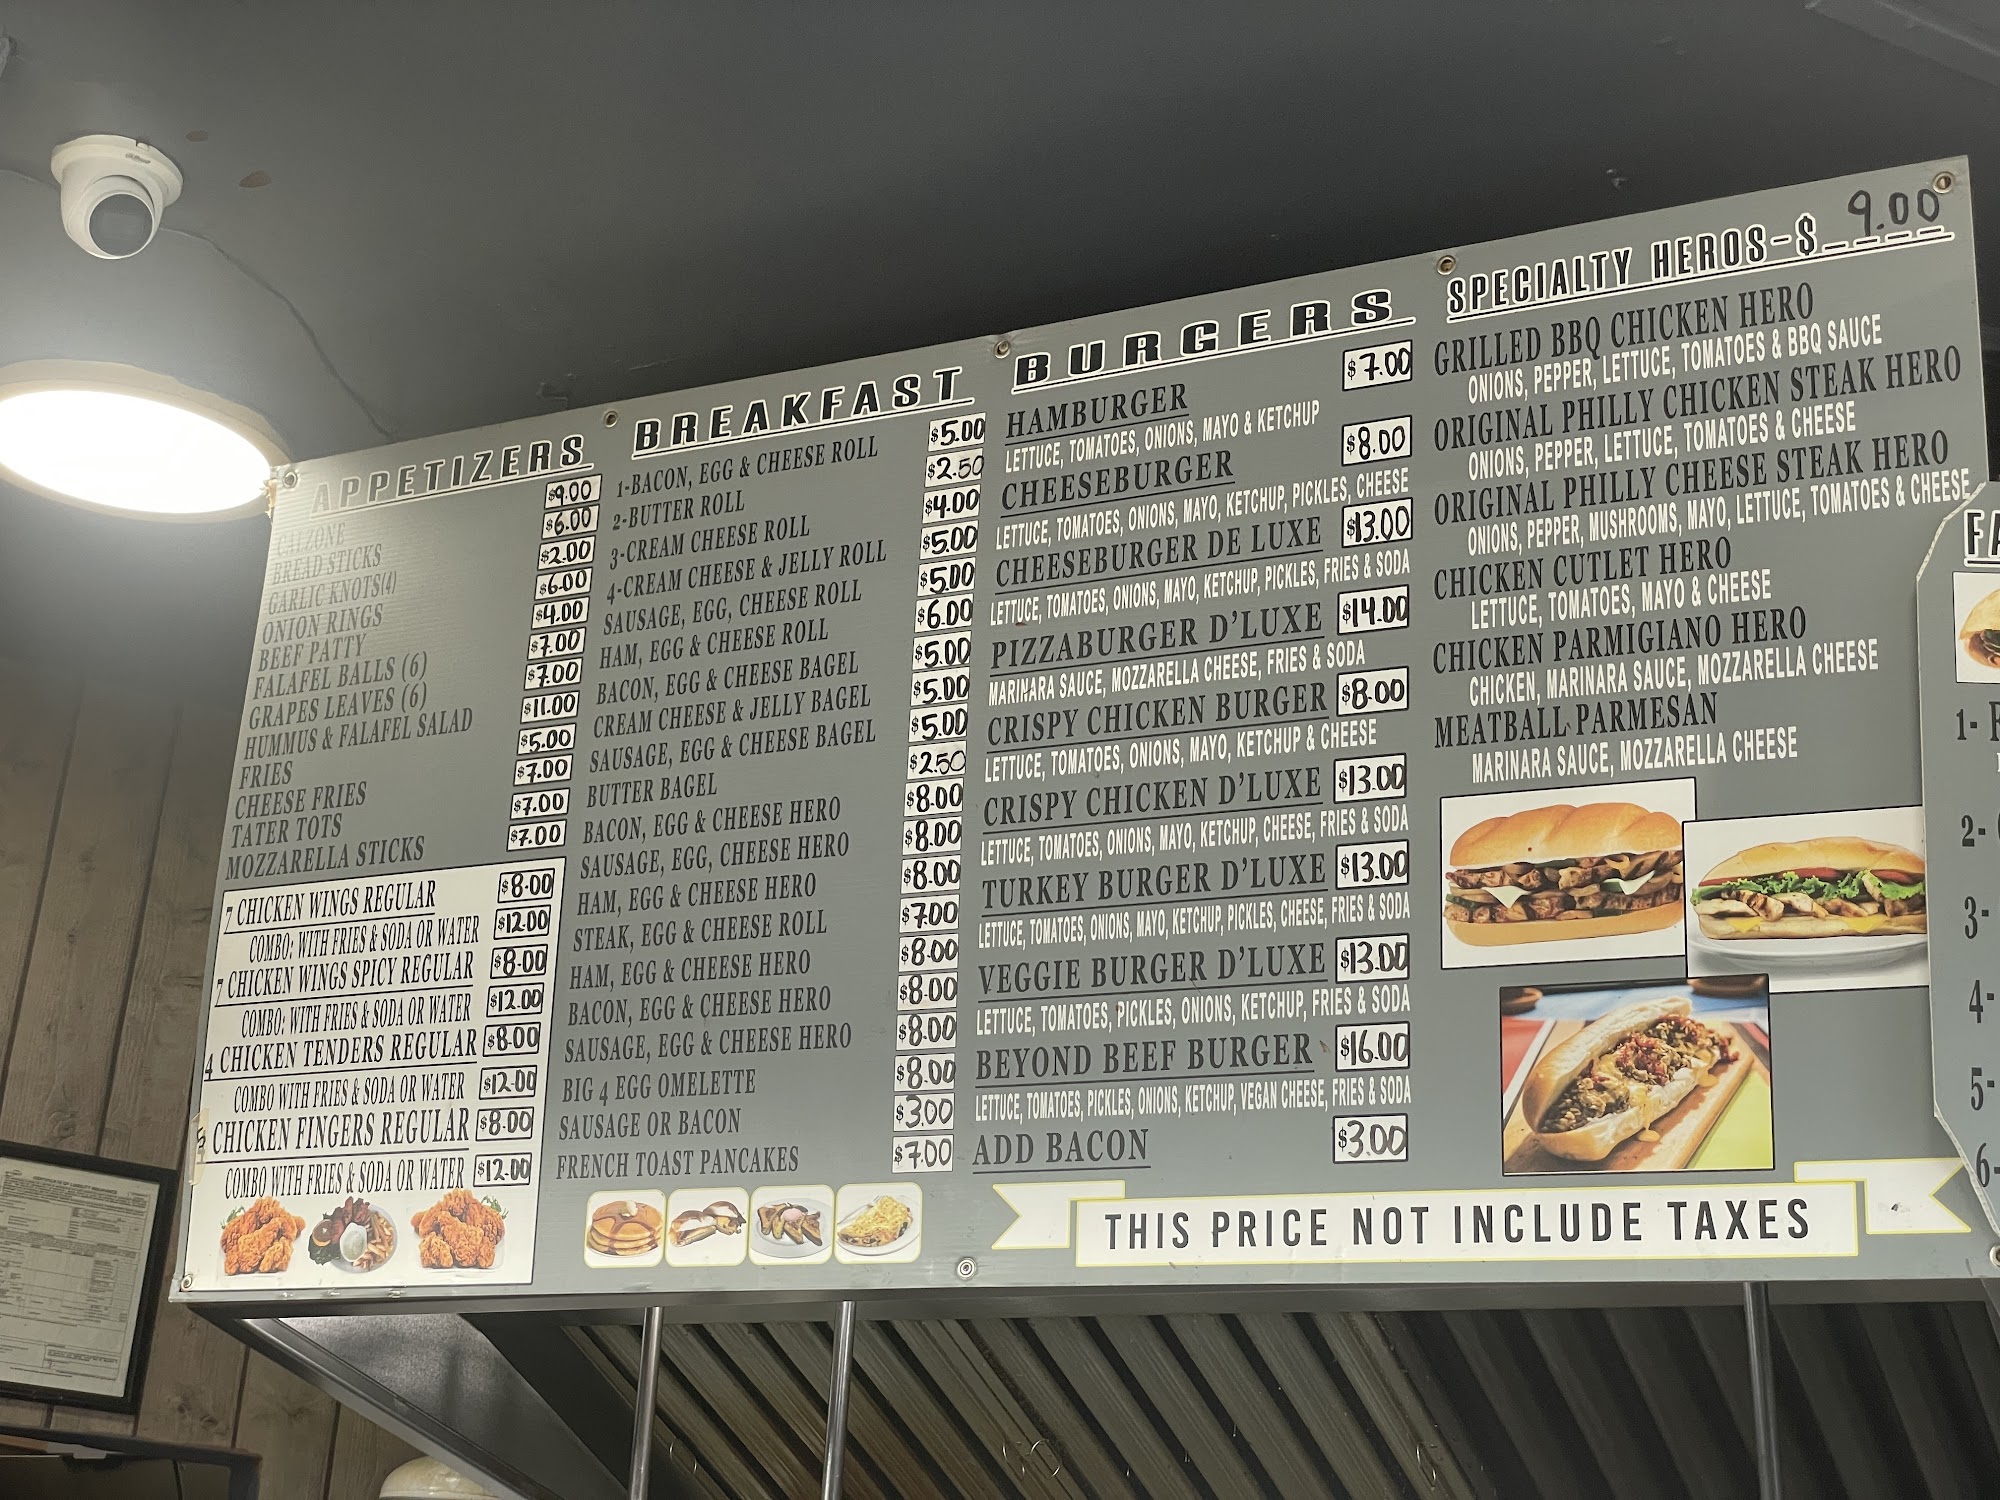 APPETIZERS
CALZONE $9.00
BREAD STICKS $6.00
GARLIC KNOTS(4) $2.00
ONION RINGS $6.00
BEEF PATTY $4.00
FALAFEL BALLS (6) $7.00
GRAPES LEAVES (6) $7.00
HUMMUS & FALAFEL SALAD $11.00
FRIES $5.00
CHEESE FRIES $7.00
TATER TOTS $7.00
MOZZARELLA STICKS $7.00
7 CHICKEN WINGS REGULAR $8.00
COMBO: WITH FRIES & SODA OR WATER $12.00
7 CHICKEN WINGS SPICY REGULAR $8.00
COMBO: WITH FRIES & SODA OR WATER $12.00
4 CHICKEN TENDERS REGULAR $8.00
COMBO WITH FRIES & SODA OR WATER $12.00
5 CHICKEN FINGERS REGULAR $8.00
COMBO WITH FRIES & SODA OR WATER $12.00
BREAKFAST
1-BACON, EGG & CHEESE ROLL $5.00
2-BUTTER ROLL $2.50
3-CREAM CHEESE ROLL $4.00
4-CREAM CHEESE & JELLY ROLL $5.00
SAUSAGE, EGG, CHEESE ROLL $5.00
HAM, EGG & CHEESE ROLL $6.00
BACON, EGG & CHEESE BAGEL $5.00
CREAM CHEESE & JELLY BAGEL $5.00
SAUSAGE, EGG & CHEESE BAGEL $5.00
BUTTER BAGEL $2.50
BACON, EGG & CHEESE HERO $8.00
SAUSAGE, EGG, CHEESE HERO $8.00
HAM, EGG & CHEESE HERO $8.00
STEAK, EGG & CHEESE ROLL $7.00
HAM, EGG & CHEESE HERO $8.00
BACON, EGG & CHEESE HERO $8.00
SAUSAGE, EGG & CHEESE HERO $8.00
BIG 4 EGG OMELETTE $8.00
SAUSAGE OR BACON $3.00
FRENCH TOAST PANCAKES $7.00
BURGERS
HAMBURGER $7.00
LETTUCE, TOMATOES, ONIONS, MAYO & KETCHUP
CHEESEBURGER $8.00
LETTUCE, TOMATOES, ONIONS, MAYO, KETCHUP, PICKLES, CHEESE
CHEESEBURGER DE LUXE $13.00
LETTUCE, TOMATOES, ONIONS, MAYO, KETCHUP, PICKLES, FRIES & SODA
PIZZABURGER D'LUXE $14.00
MARINARA SAUCE, MOZZARELLA CHEESE, FRIES & SODA
CRISPY CHICKEN BURGER $8.00
LETTUCE, TOMATOES, ONIONS, MAYO, KETCHUP & CHEESE
CRISPY CHICKEN D'LUXE $13.00
LETTUCE, TOMATOES, ONIONS, MAYO, KETCHUP, CHEESE, FRIES & SODA
TURKEY BURGER D'LUXE $13.00
LETTUCE, TOMATOES, ONIONS, MAYO, KETCHUP, PICKLES, CHEESE, FRIES & SODA
VEGGIE BURGER D'LUXE $13.00
LETTUCE, TOMATOES, PICKLES, ONIONS, KETCHUP, FRIES & SODA
BEYOND BEEF BURGER $16.00
LETTUCE, TOMATOES, PICKLES, ONIONS, KETCHUP, VEGAN CHEESE, FRIES & SODA
ADD BACON $3.00
SPECIALTY HEROS-$ 9.00
GRILLED BBQ CHICKEN HERO
ONIONS, PEPPER, LETTUCE, TOMATOES & BBQ SAUCE
ORIGINAL PHILLY CHICKEN STEAK HERO
ONIONS, PEPPER, LETTUCE, TOMATOES & CHEESE
ORIGINAL PHILLY CHEESE STEAK HERO
ONIONS, PEPPER, MUSHROOMS, MAYO, LETTUCE, TOMATOES & CHEESE
CHICKEN CUTLET HERO
LETTUCE, TOMATOES, MAYO & CHEESE
CHICKEN PARMIGIANO HERO
CHICKEN, MARINARA SAUCE, MOZZARELLA CHEESE
MEATBALL PARMESAN
MARINARA SAUCE, MOZZARELLA CHEESE
THIS PRICE NOT INCLUDE TAXES
FA
1-
2-
3-
4-
5-
6-